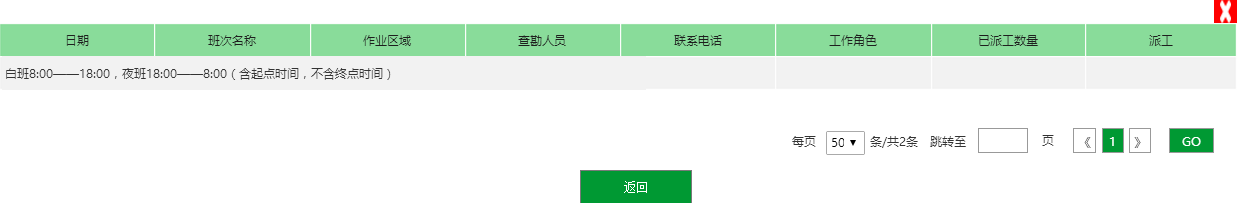 日期 班次名称 作业区域 查勘人员 联系电话 工作角色 已派工数量 派工
白班8:00——18:00，夜班18:00——8:00（含起点时间，不含终点时间）
每页 50 ▼ 条/共2条 跳转至 页 《 1 》 GO
返回